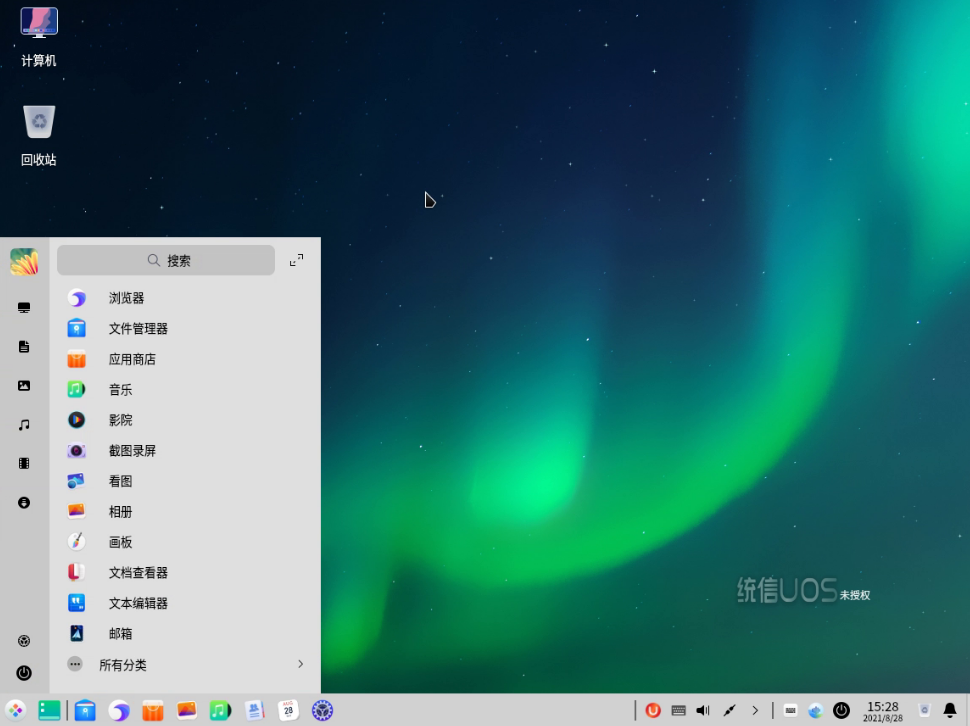 计算机
回收站
搜索
浏览器
文件管理器
应用商店
音乐
影院
截图录屏
看图
相册
画板
文档查看器
文本编辑器
邮箱
所有分类
统信UOS 未授权
28
15:28
2021/8/28